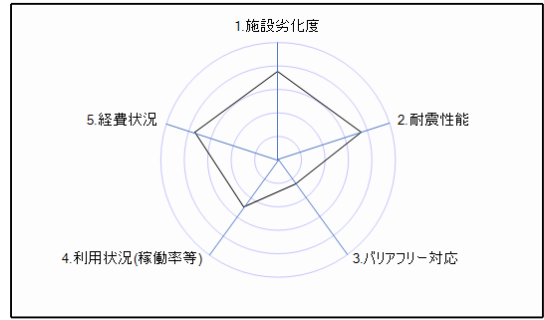 1.施設劣化度
2.耐震性能
3.バリアフリー対応
4.利用状況(稼働率等)
5.経費状況